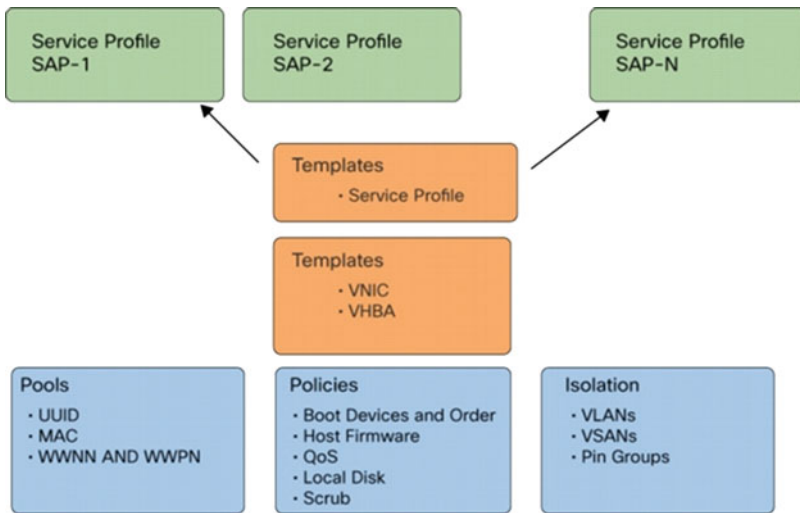 Service Profile
SAP-1
Service Profile
SAP-2
Service Profile
SAP-N
Templates
• Service Profile
Templates
• VNIC
• VHBA
Pools
• UUID
• MAC
• WWNN AND WWPN
Policies
• Boot Devices and Order
• Host Firmware
• QoS
• Local Disk
• Scrub
Isolation
• VLANs
• VSANs
• Pin Groups